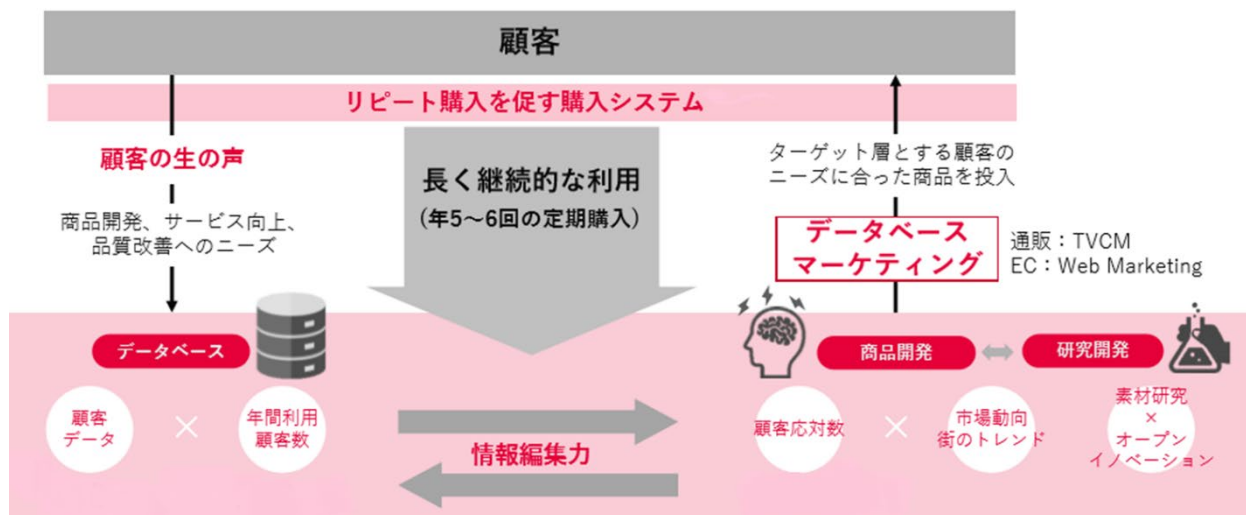 顧客
リピート購入を促す購入システム
顧客の生の声
商品開発、サービス向上、
品質改善へのニーズ
長く継続的な利用
(年5～6回の定期購入)
ターゲット層とする顧客の
ニーズに合った商品を投入
データベース
マーケティング
通販：TVCM
EC：Web Marketing
データベース
商品開発
研究開発
顧客
データ
×
年間利用
顧客数
情報編集力
顧客応対数
×
市場動向
街のトレンド
素材研究
×
オープン
イノベーション